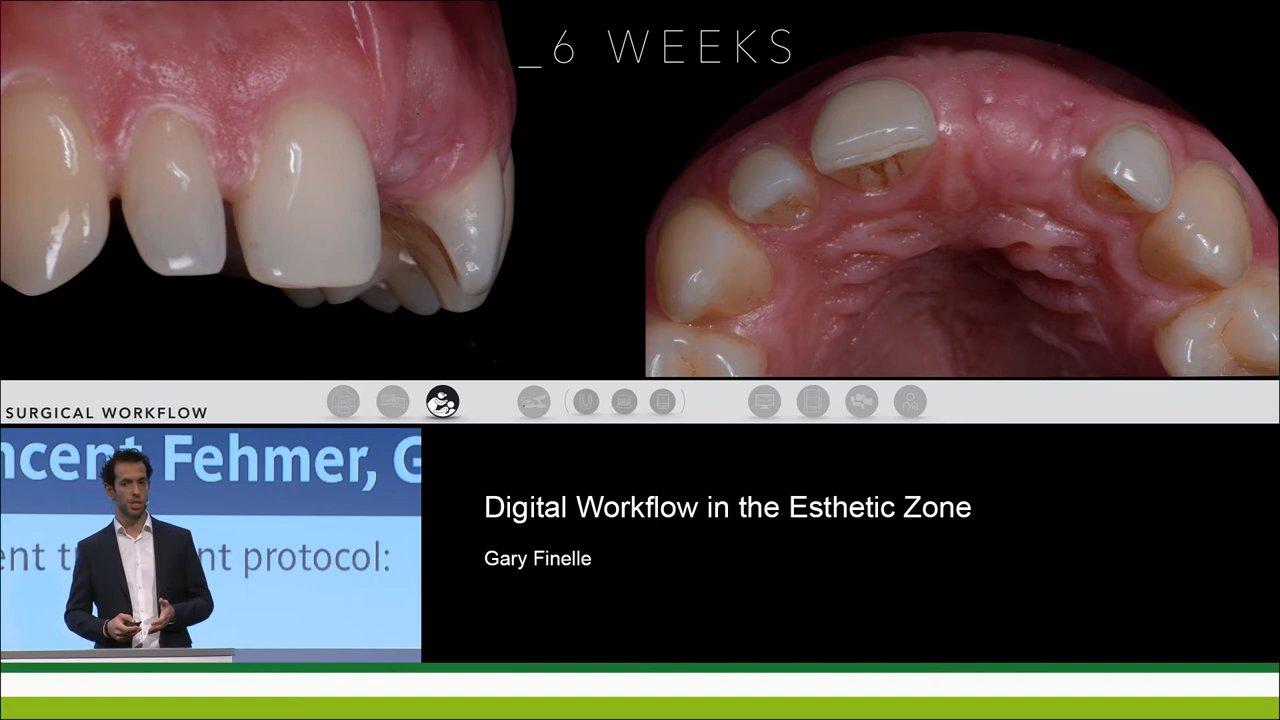 _6 WEEKS
SURGICAL WORKFLOW
ncent Fehmer, G
ent t nt protocol:
Digital Workflow in the Esthetic Zone
Gary Finelle